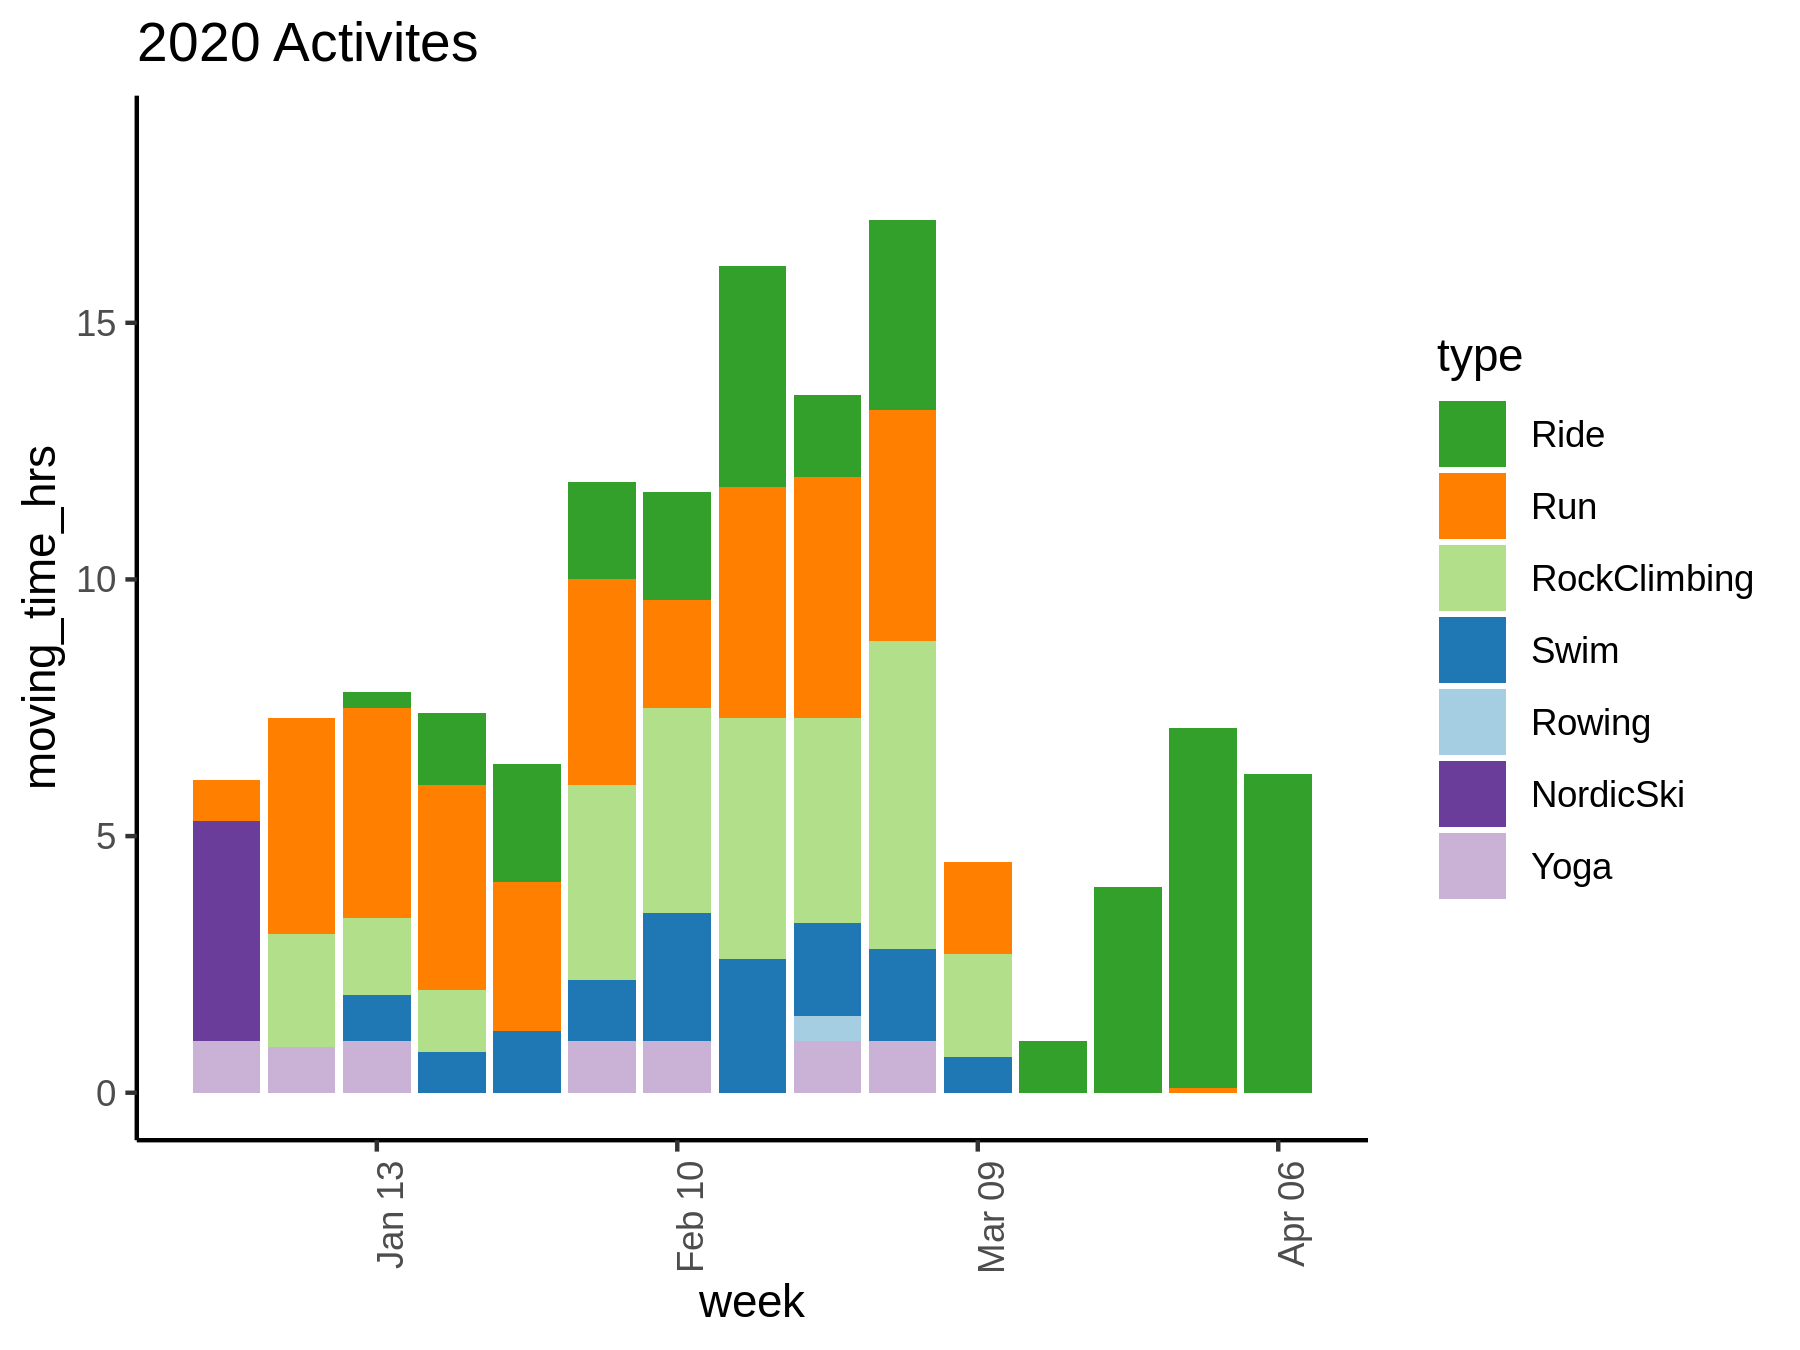 2020 Activites
moving_time_hrs
15
10
5
0
Jan 13
Feb 10
Mar 09
Apr 06
week
type
Ride
Run
RockClimbing
Swim
Rowing
NordicSki
Yoga